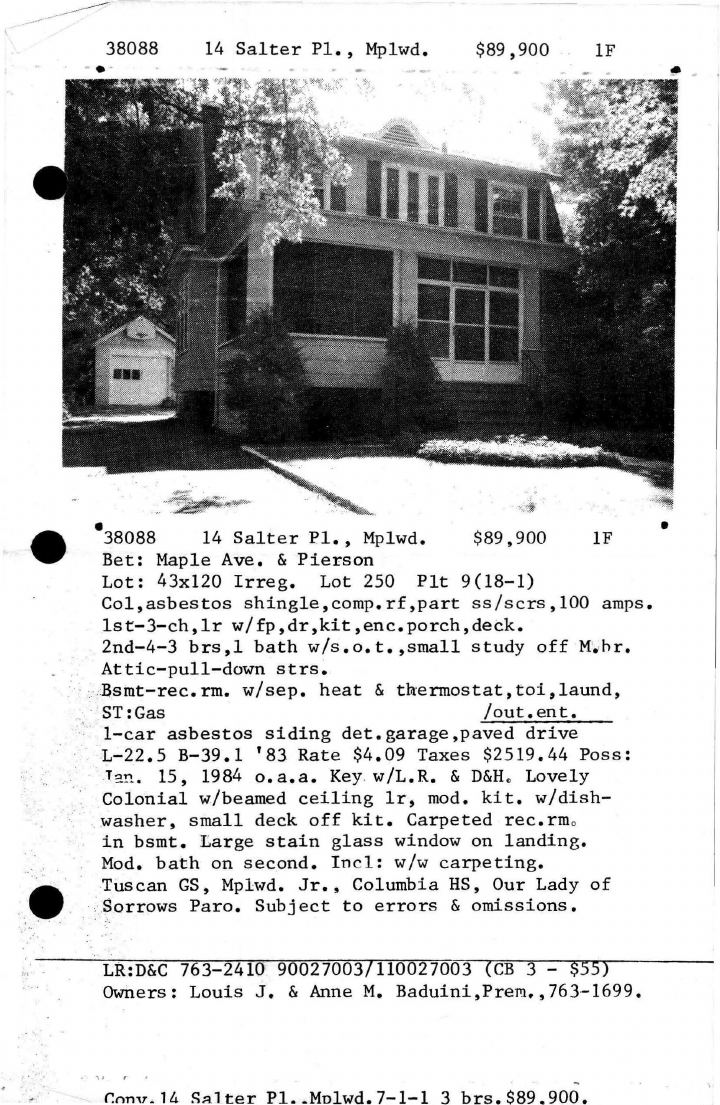 38088 14 Salter Pl., Mplwd. $89,900 1F
38088 14 Salter Pl., Mplwd. $89,900 1F
Bet: Maple Ave. & Pierson
Lot: 43x120 Irreg. Lot 250 Plt 9(18-1)
Col,asbestos shingle,comp.rf,part ss/scrs,100 amps.
1st-3-ch,lr w/fp,dr,kit,enc.porch,deck.
2nd-4-3 brs,1 bath w/s.o.t.,small study off M.br.
Attic-pull-down strs.
Bsmt-rec.rm. w/sep. heat & thermostat,toi,laund,
ST:Gas /out.ent.
1-car asbestos siding det.garage,paved drive
L-22.5 B-39.1 '83 Rate $4.09 Taxes $2519.44 Poss:
Jan. 15, 1984 o.a.a. Key w/L.R. & D&H. Lovely
Colonial w/beamed ceiling lr, mod. kit. w/dish-
washer, small deck off kit. Carpeted rec.rm.
in bsmt. Large stain glass window on landing.
Mod. bath on second. Incl: w/w carpeting.
Tuscan GS, Mplwd. Jr., Columbia HS, Our Lady of
Sorrows Paro. Subject to errors & omissions.
LR:D&C 763-2410 90027003/110027003 (CB 3 - $55)
Owners: Louis J. & Anne M. Baduini,Prem.,763-1699.
Conv.14 Salter Pl..Mplwd.7-1-1 3 brs.$89,900.